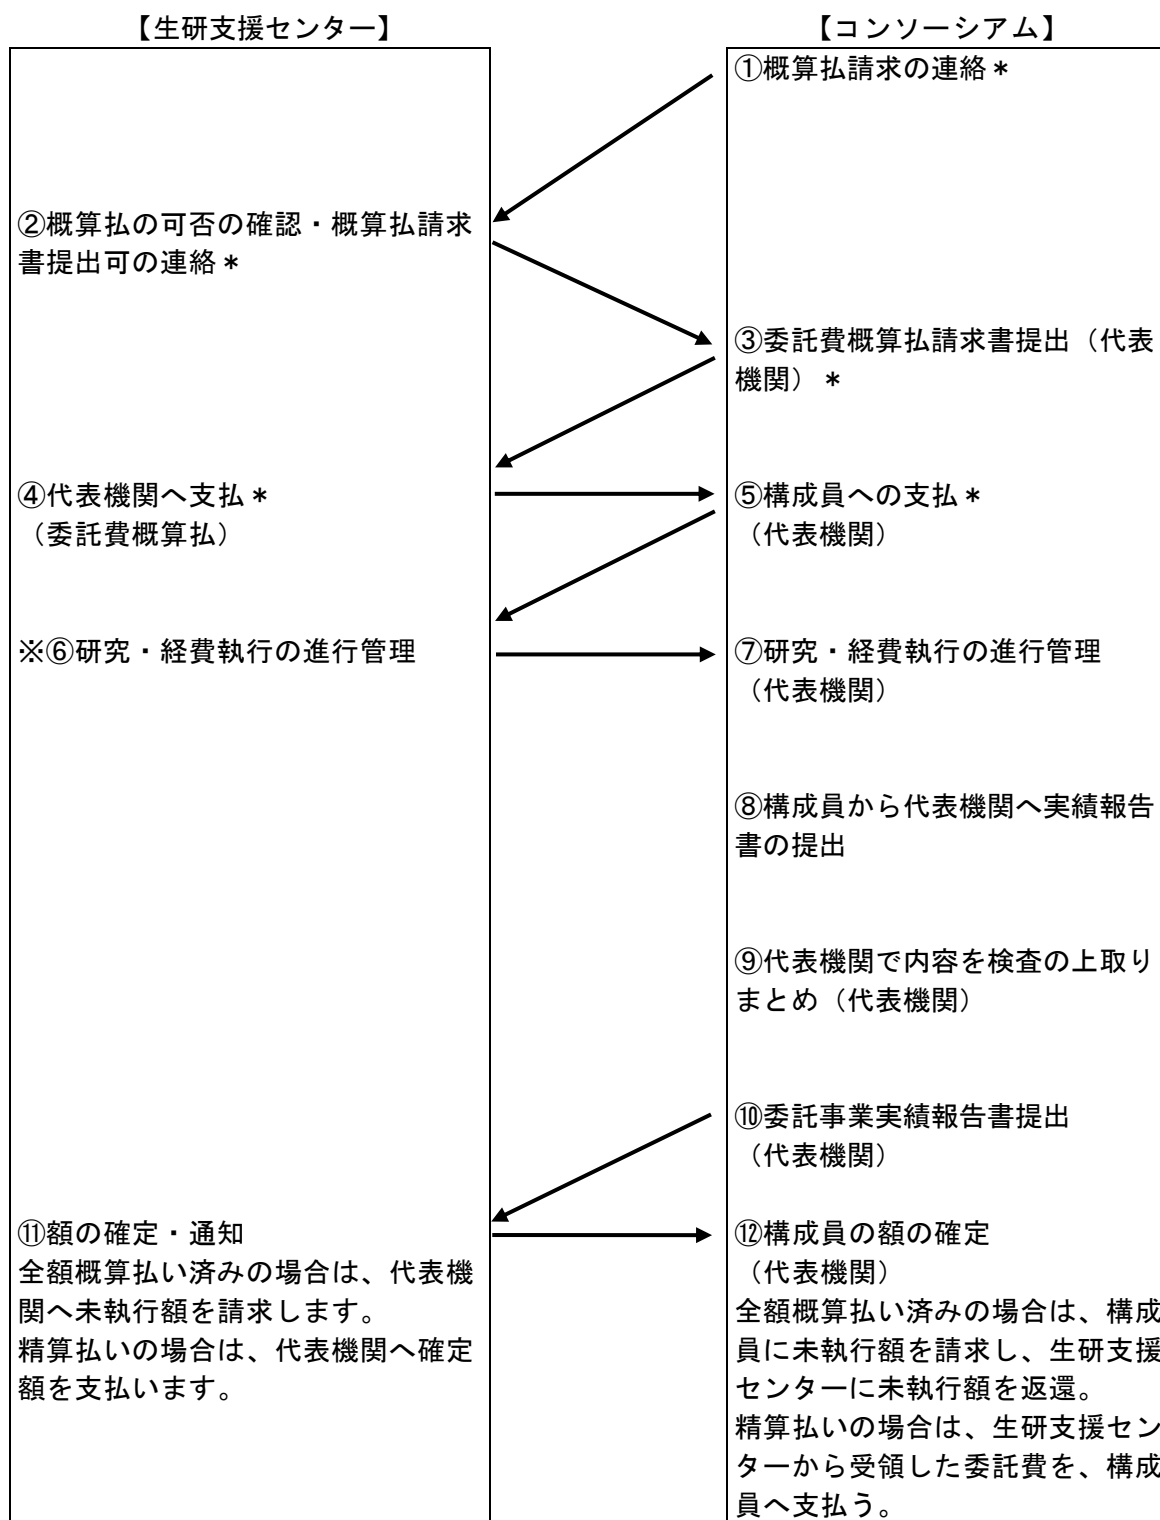 【生研支援センター】
【コンソーシアム】
①概算払請求の連絡＊
②概算払の可否の確認・概算払請求
書提出可の連絡＊
③委託費概算払請求書提出（代表
機関）＊
④代表機関へ支払＊
（委託費概算払）
⑤構成員への支払＊
（代表機関）
※⑥研究・経費執行の進行管理
⑦研究・経費執行の進行管理
（代表機関）
⑧構成員から代表機関へ実績報告
書の提出
⑨代表機関で内容を検査の上取り
まとめ（代表機関）
⑩委託事業実績報告書提出
（代表機関）
⑪額の確定・通知
全額概算払い済みの場合は、代表機
関へ未執行額を請求します。
精算払いの場合は、代表機関へ確定
額を支払います。
⑫構成員の額の確定
（代表機関）
全額概算払い済みの場合は、構成
員に未執行額を請求し、生研支援
センターに未執行額を返還。
精算払いの場合は、生研支援セン
ターから受領した委託費を、構成
員へ支払う。